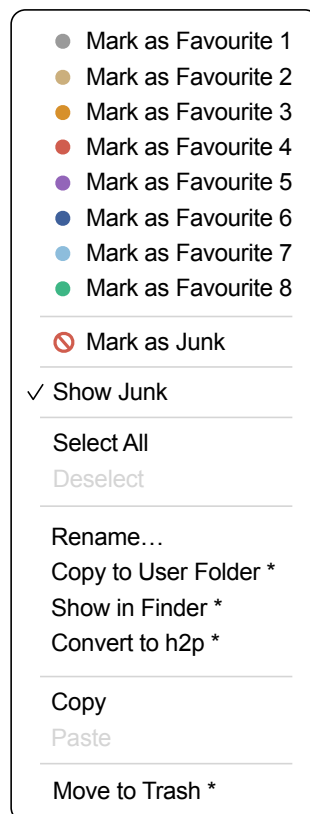 Mark as Favourite 1
Mark as Favourite 2
Mark as Favourite 3
Mark as Favourite 4
Mark as Favourite 5
Mark as Favourite 6
Mark as Favourite 7
Mark as Favourite 8
Mark as Junk
Show Junk
Select All
Deselect
Rename…
Copy to User Folder *
Show in Finder *
Convert to h2p *
Copy
Paste
Move to Trash *